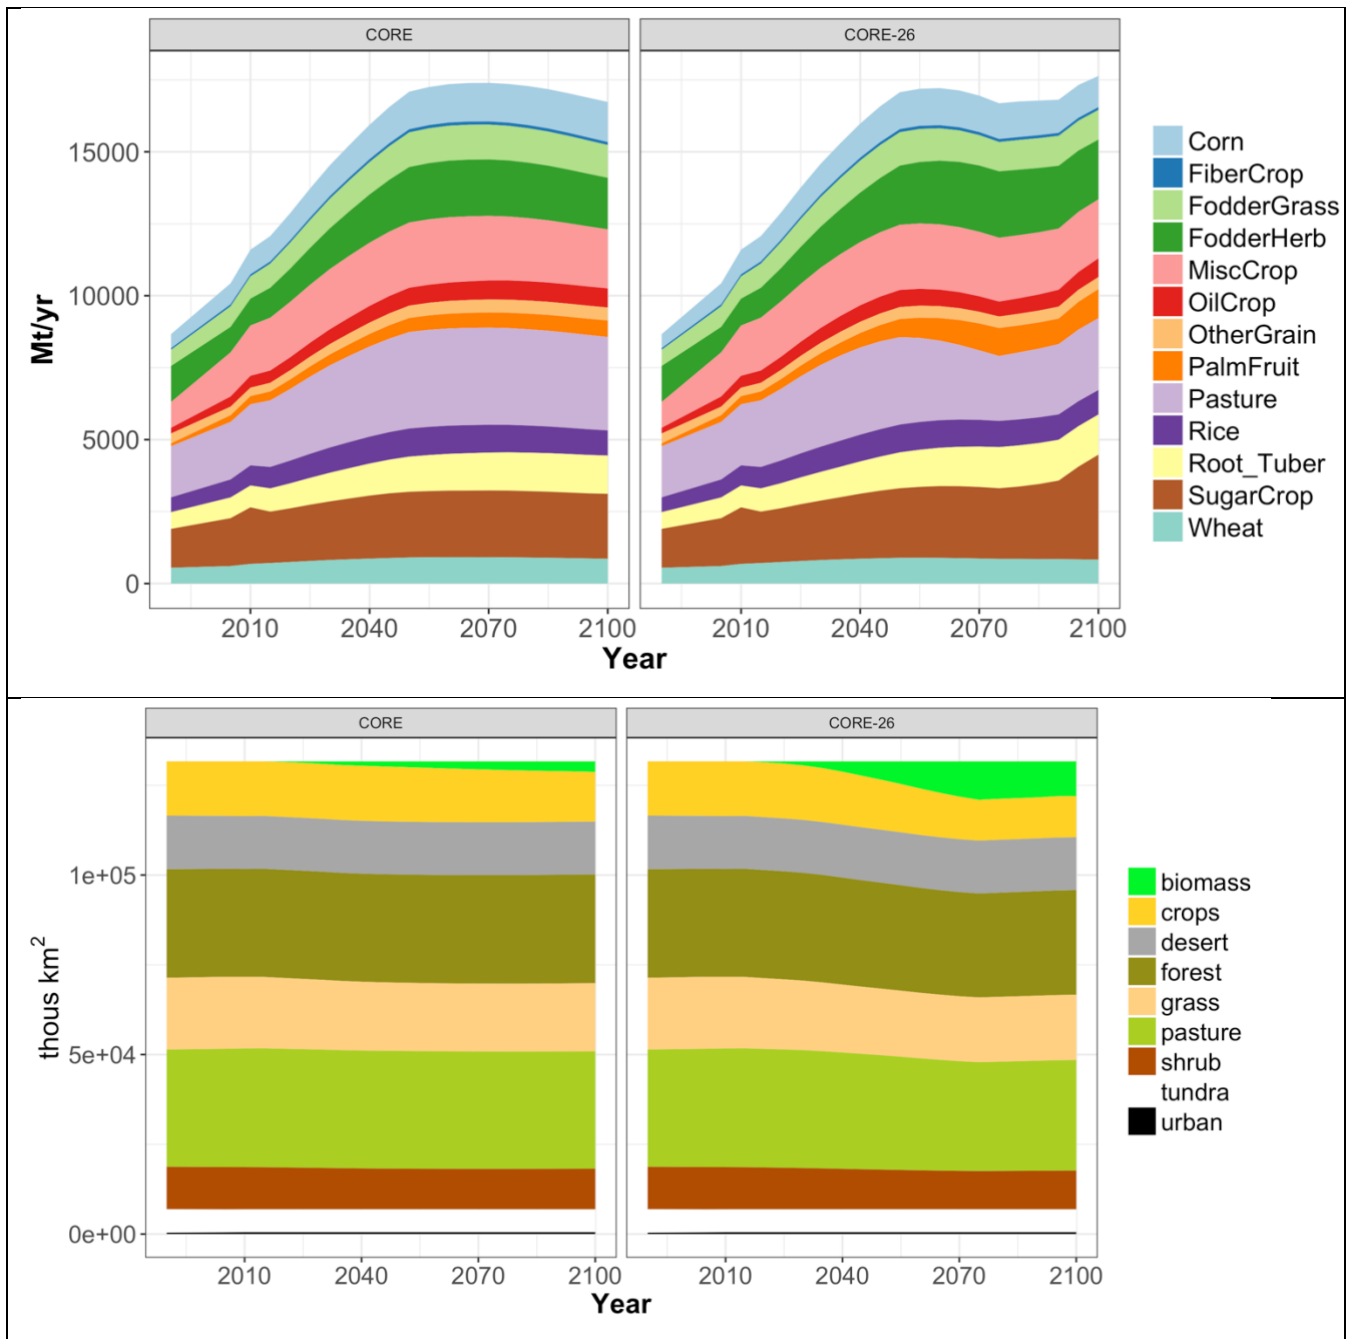 CORE
CORE-26
Mt/yr
15000
10000
5000
0
2010 2040 2070 2100
2010 2040 2070 2100
Year
Corn
FiberCrop
FodderGrass
FodderHerb
MiscCrop
OilCrop
OtherGrain
PalmFruit
Pasture
Rice
Root_Tuber
SugarCrop
Wheat
CORE
CORE-26
thous km²
1e+05
5e+04
0e+00
2010 2040 2070 2100
2010 2040 2070 2100
Year
biomass
crops
desert
forest
grass
pasture
shrub
tundra
urban